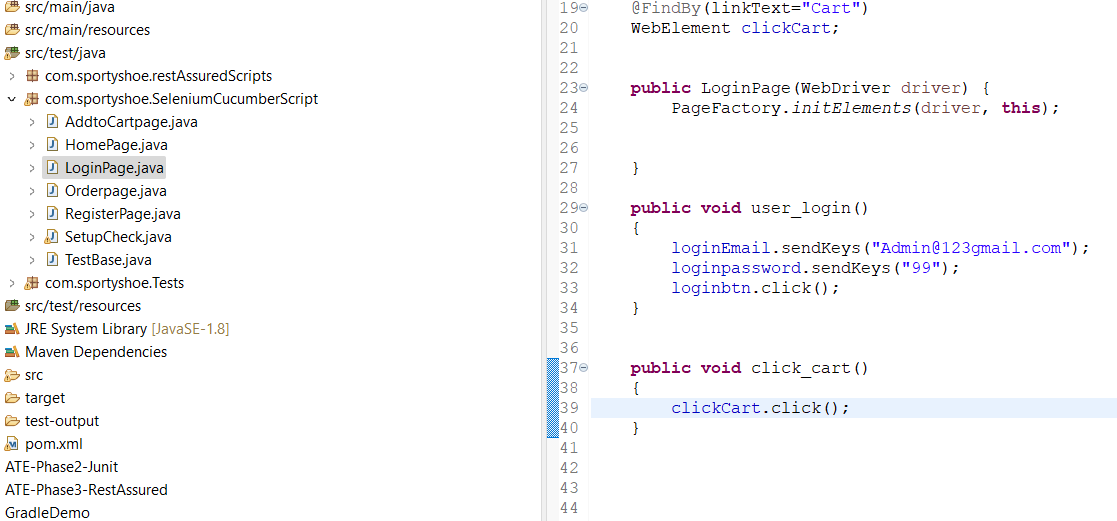 src/main/java
src/main/resources
src/test/java
com.sportyshoe.restAssuredScripts
com.sportyshoe.SeleniumCucumberScript
AddtoCartpage.java
HomePage.java
LoginPage.java
Orderpage.java
RegisterPage.java
SetupCheck.java
TestBase.java
com.sportyshoe.Tests
src/test/resources
JRE System Library [JavaSE-1.8]
Maven Dependencies
src
target
test-output
pom.xml
ATE-Phase2-Junit
ATE-Phase3-RestAssured
GradleDemo
19 @FindBy(linkText="Cart")
20 WebElement clickCart;
21
22
23 public LoginPage(WebDriver driver) {
24 PageFactory.initElements(driver, this);
25
26
27 }
28
29 public void user_login()
30 {
31 loginEmail.sendKeys("Admin@123gmail.com");
32 loginpassword.sendKeys("99");
33 loginbtn.click();
34 }
35
36
37 public void click_cart()
38 {
39 clickCart.click();
40 }
41
42
43
44